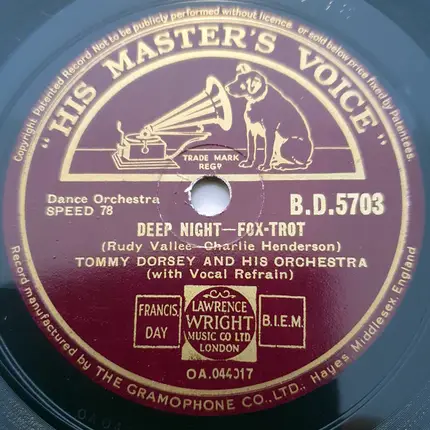 Copyright. Patented Record Not to be publicly performed without licence or sold below price fixed by Patentees.
"HIS MASTER'S VOICE"
TRADE MARK
REGD
Dance Orchestra
SPEED 78
B.D.5703
DEEP NIGHT—FOX-TROT
(Rudy Vallee—Charlie Henderson)
TOMMY DORSEY AND HIS ORCHESTRA
(with Vocal Refrain)
FRANCIS, DAY
LAWRENCE
WRIGHT
MUSIC CO LTD
LONDON
B.I.E.M.
OA.044017
Record manufactured by THE GRAMOPHONE CO., LTD., Hayes, Middlesex, England